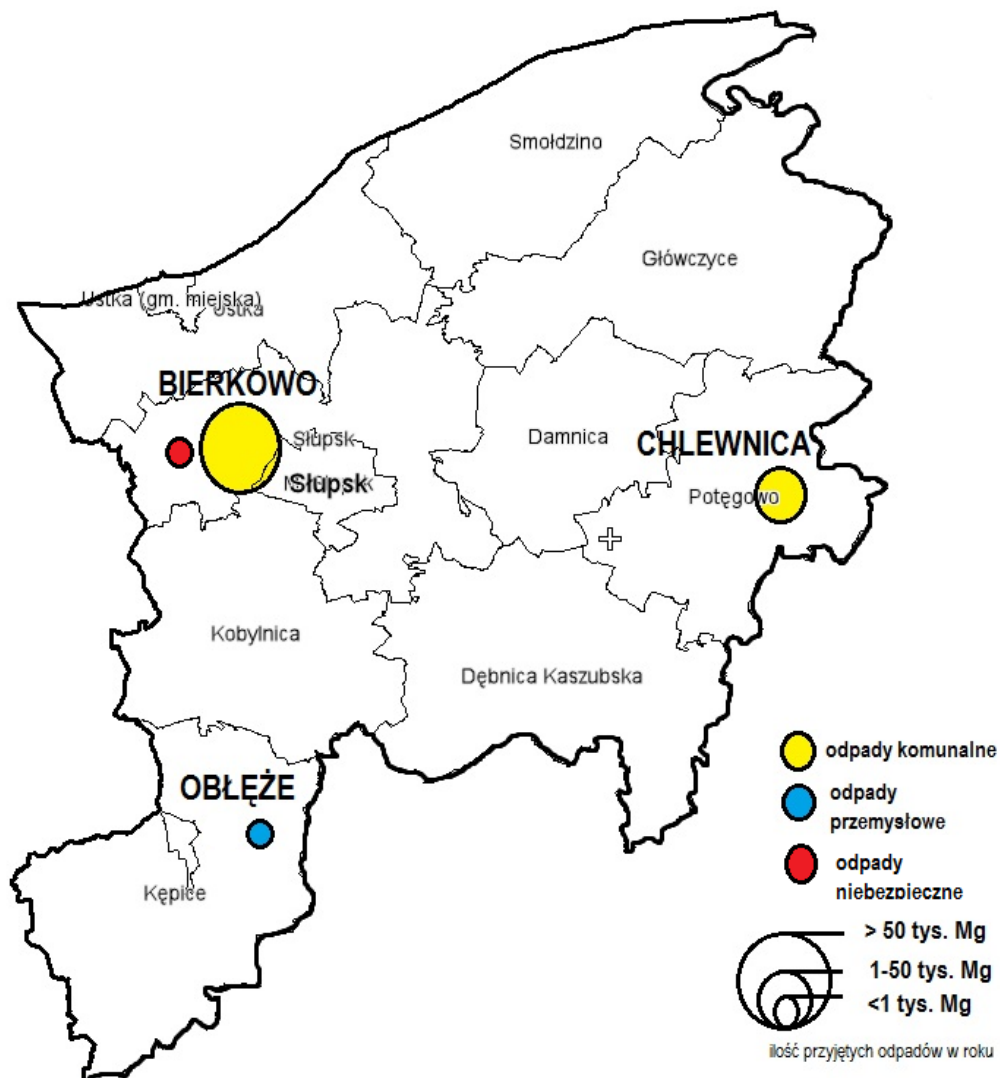 Smołdzino
Główczyce
Ustka (gm. miejska)
Ustka
BIERKOWO
Słupsk
Słupsk
Damnica
CHLEWNICA
Potęgowo
Kobylnica
Dębnica Kaszubska
OBŁĘŻE
Kępice
odpady komunalne
odpady
przemysłowe
odpady
niebezpieczne
> 50 tys. Mg
1-50 tys. Mg
<1 tys. Mg
ilość przyjętych odpadów w roku